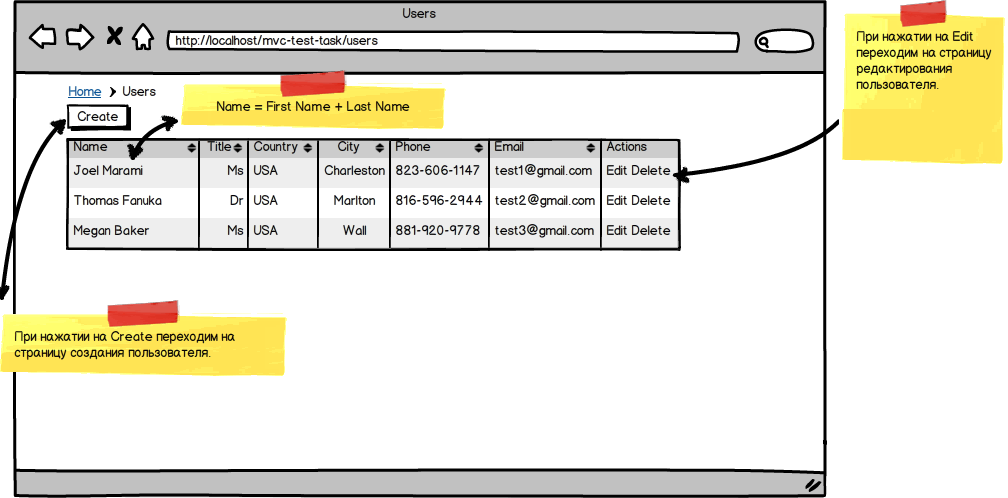 Users
http://localhost/mvc-test-task/users
При нажатии на Edit
переходим на страницу
редактирования
пользователя.
Home Users
Name = First Name + Last Name
Create
Name Title Country City Phone Email Actions
Joel Marami Ms USA Charleston 823-606-1147 test1@gmail.com Edit Delete
Thomas Fanuka Dr USA Marlton 816-596-2944 test2@gmail.com Edit Delete
Megan Baker Ms USA Wall 881-920-9778 test3@gmail.com Edit Delete
При нажатии на Create переходим на
страницу создания пользователя.